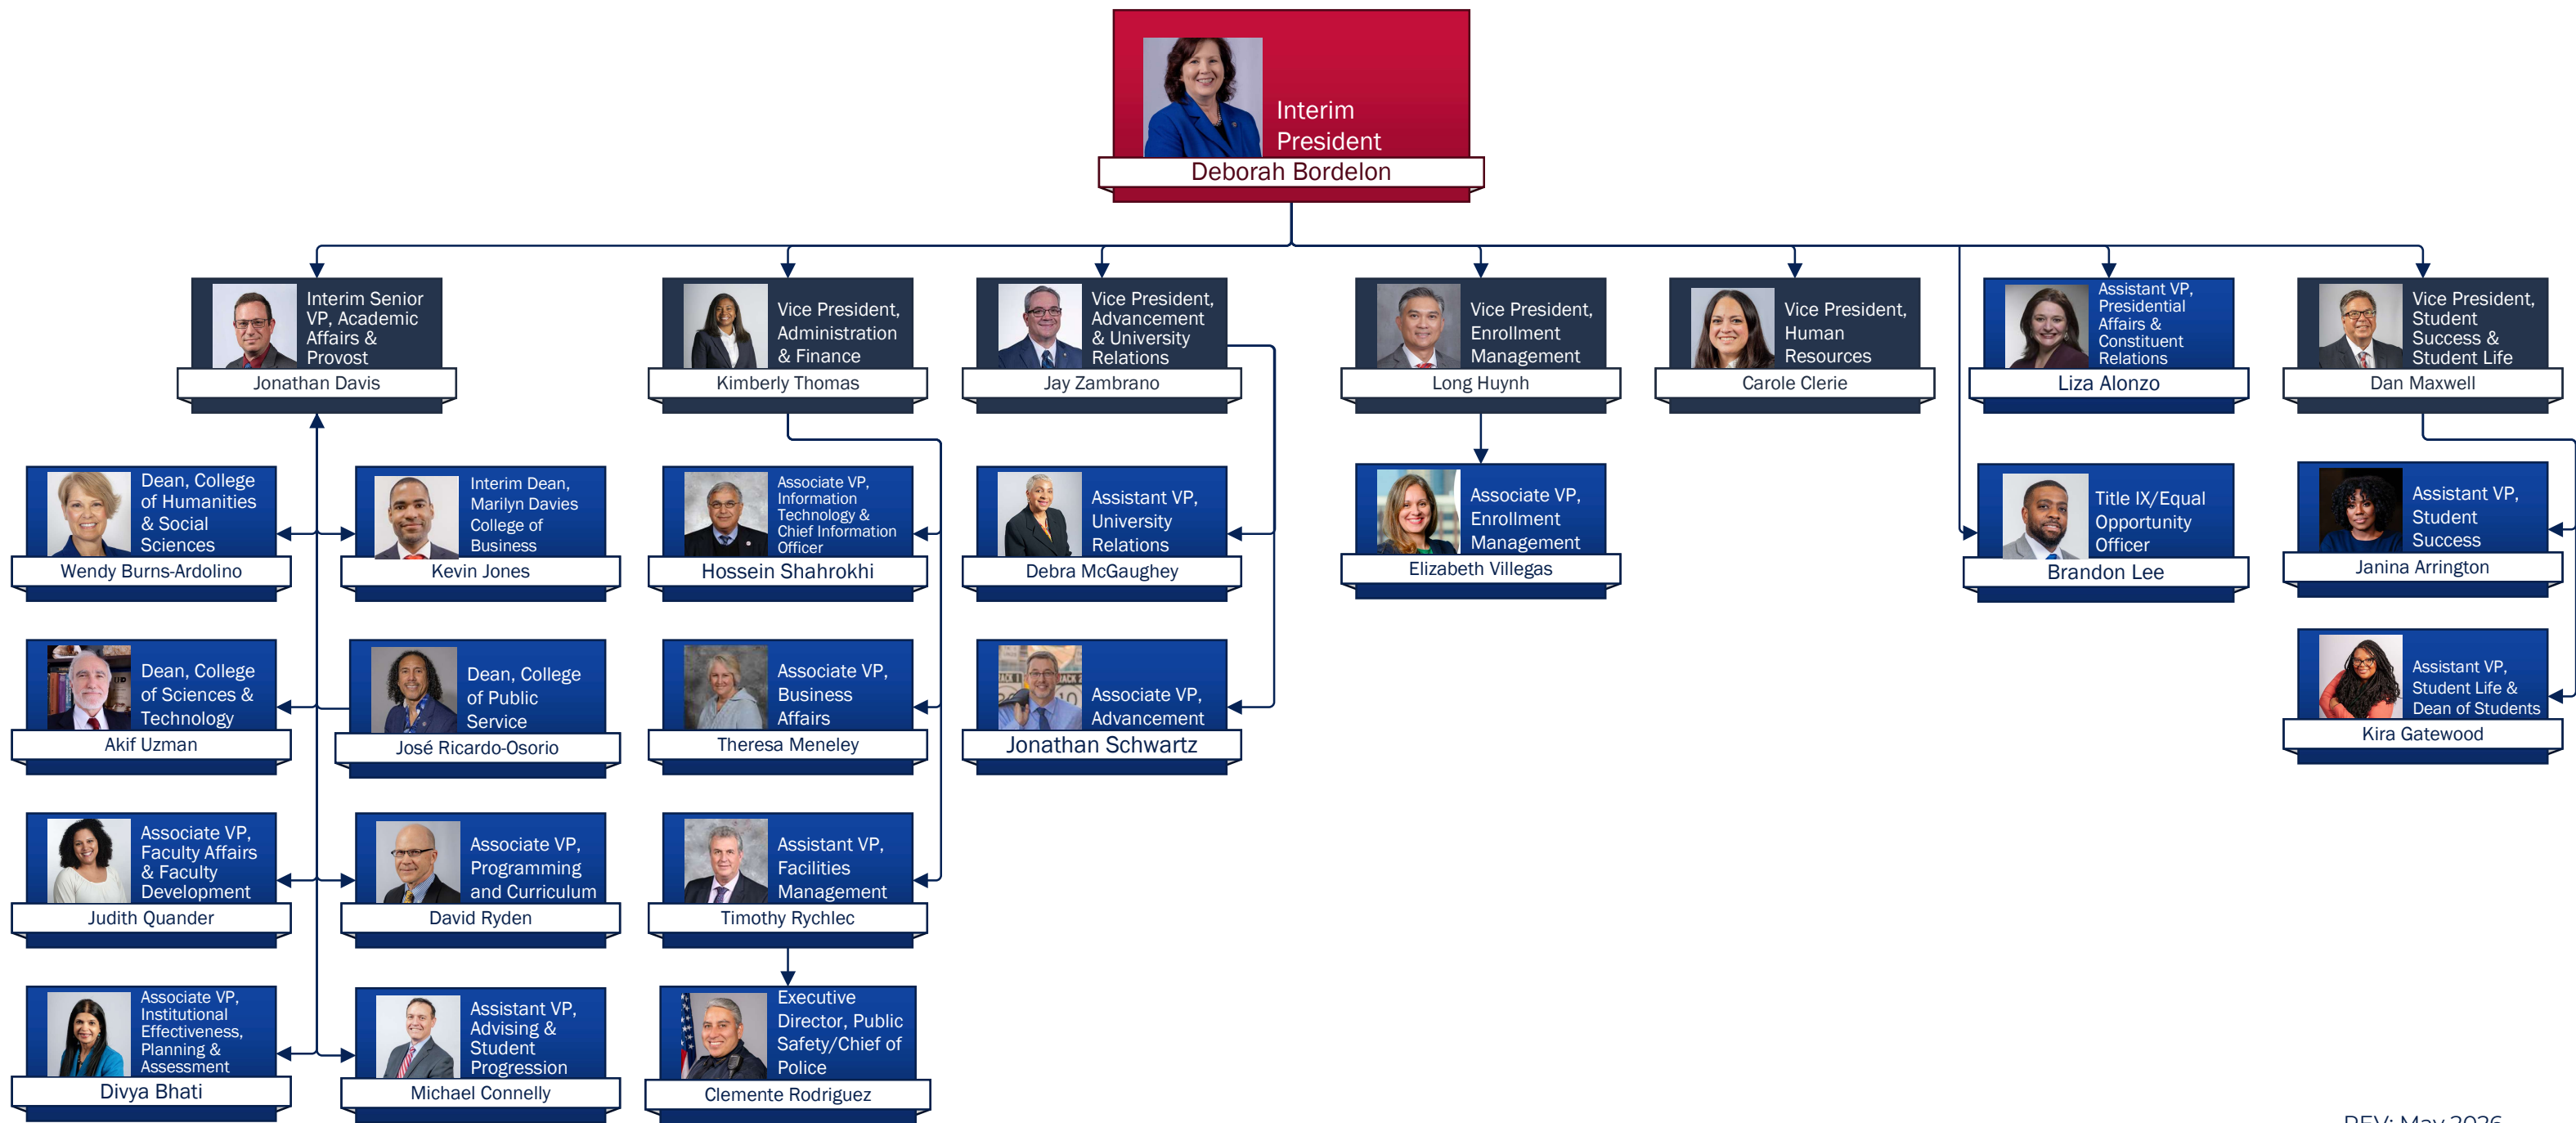 Interim
President
Deborah Bordelon
Interim Senior
VP, Academic
Affairs &
Provost
Jonathan Davis
Vice President,
Administration
& Finance
Kimberly Thomas
Vice President,
Advancement
& University
Relations
Jay Zambrano
Vice President,
Enrollment
Management
Long Huynh
Vice President,
Human
Resources
Carole Clerie
Assistant VP,
Presidential
Affairs &
Constituent
Relations
Liza Alonzo
Vice President,
Student
Success &
Student Life
Dan Maxwell
Dean, College
of Humanities
& Social
Sciences
Wendy Burns-Ardolino
Interim Dean,
Marilyn Davies
College of
Business
Kevin Jones
Associate VP,
Information
Technology &
Chief Information
Officer
Hossein Shahrokhi
Assistant VP,
University
Relations
Debra McGaughey
Associate VP,
Enrollment
Management
Elizabeth Villegas
Title IX/Equal
Opportunity
Officer
Brandon Lee
Assistant VP,
Student
Success
Janina Arrington
Dean, College
of Sciences &
Technology
Akif Uzman
Dean, College
of Public
Service
José Ricardo-Osorio
Associate VP,
Business
Affairs
Theresa Meneley
Associate VP,
Advancement
Jonathan Schwartz
Assistant VP,
Student Life &
Dean of Students
Kira Gatewood
Associate VP,
Faculty Affairs
& Faculty
Development
Judith Quander
Associate VP,
Programming
and Curriculum
David Ryden
Assistant VP,
Facilities
Management
Timothy Rychlec
Associate VP,
Institutional
Effectiveness,
Planning &
Assessment
Divya Bhati
Assistant VP,
Advising &
Student
Progression
Michael Connelly
Executive
Director, Public
Safety/Chief of
Police
Clemente Rodriguez
REV: May 2026